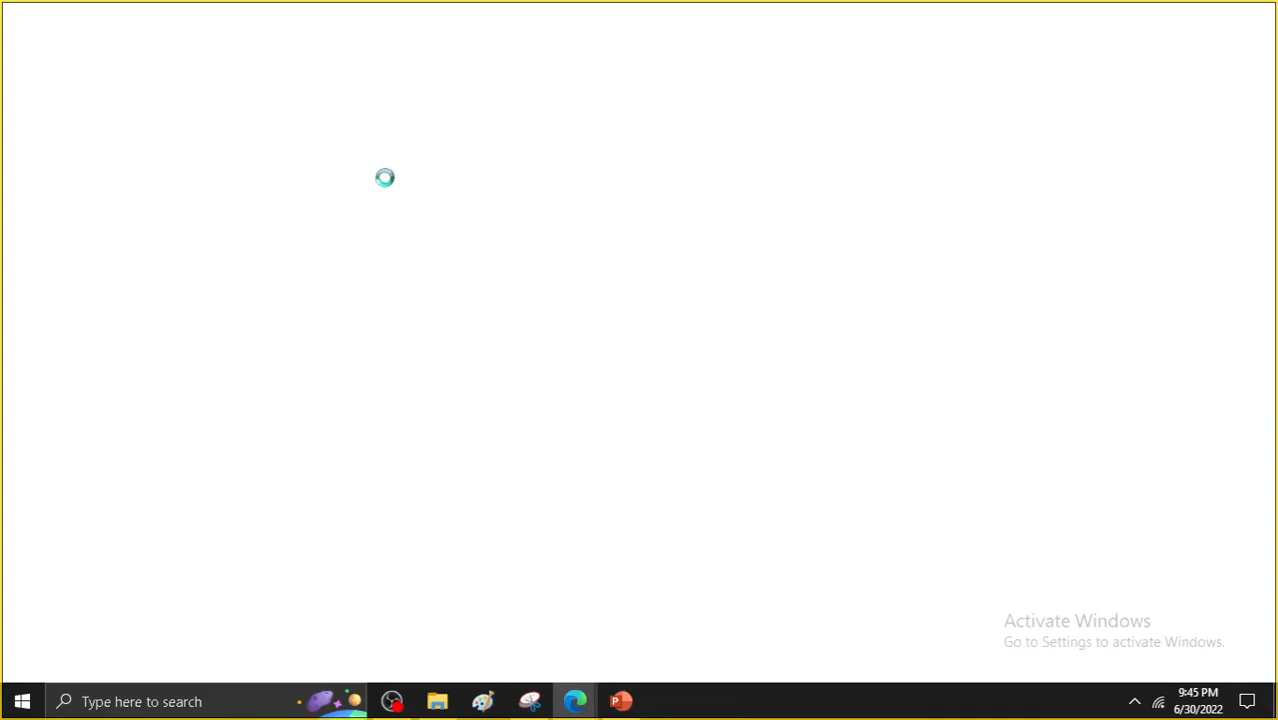 Activate Windows
Go to Settings to activate Windows.
Type here to search
P
9:45 PM
6/30/2022